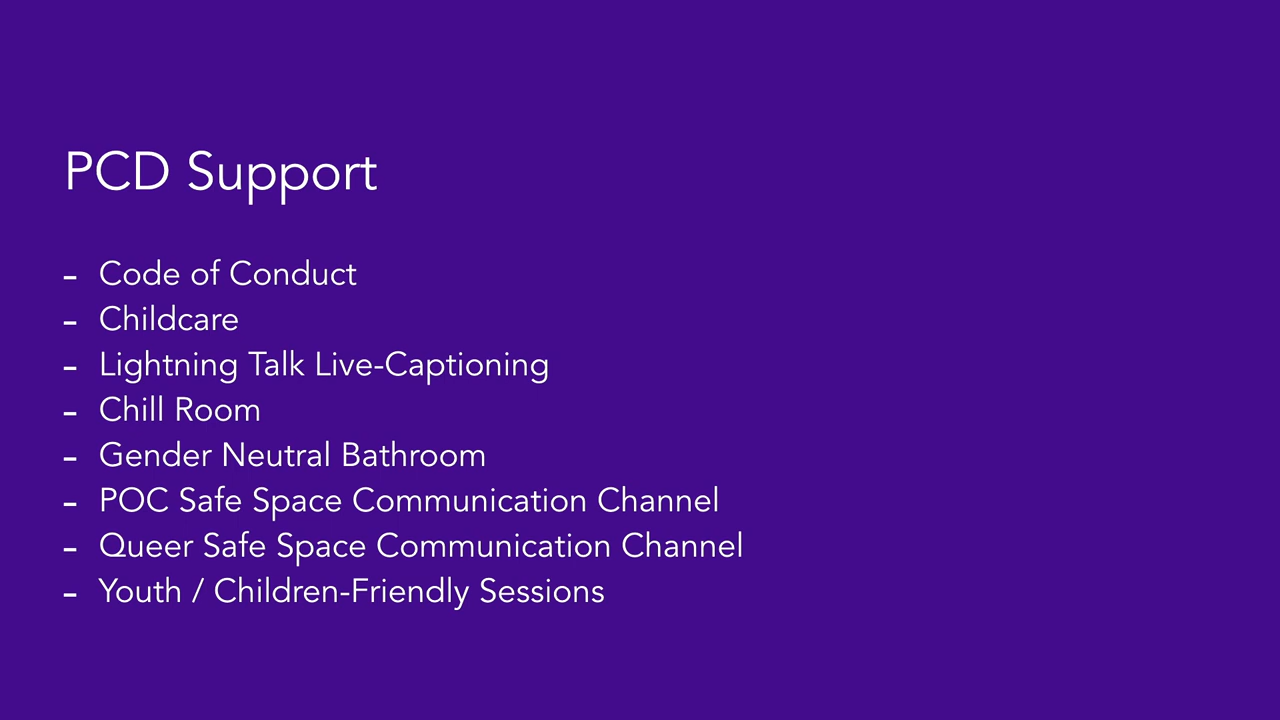 PCD Support
- Code of Conduct
- Childcare
- Lightning Talk Live-Captioning
- Chill Room
- Gender Neutral Bathroom
- POC Safe Space Communication Channel
- Queer Safe Space Communication Channel
- Youth / Children-Friendly Sessions